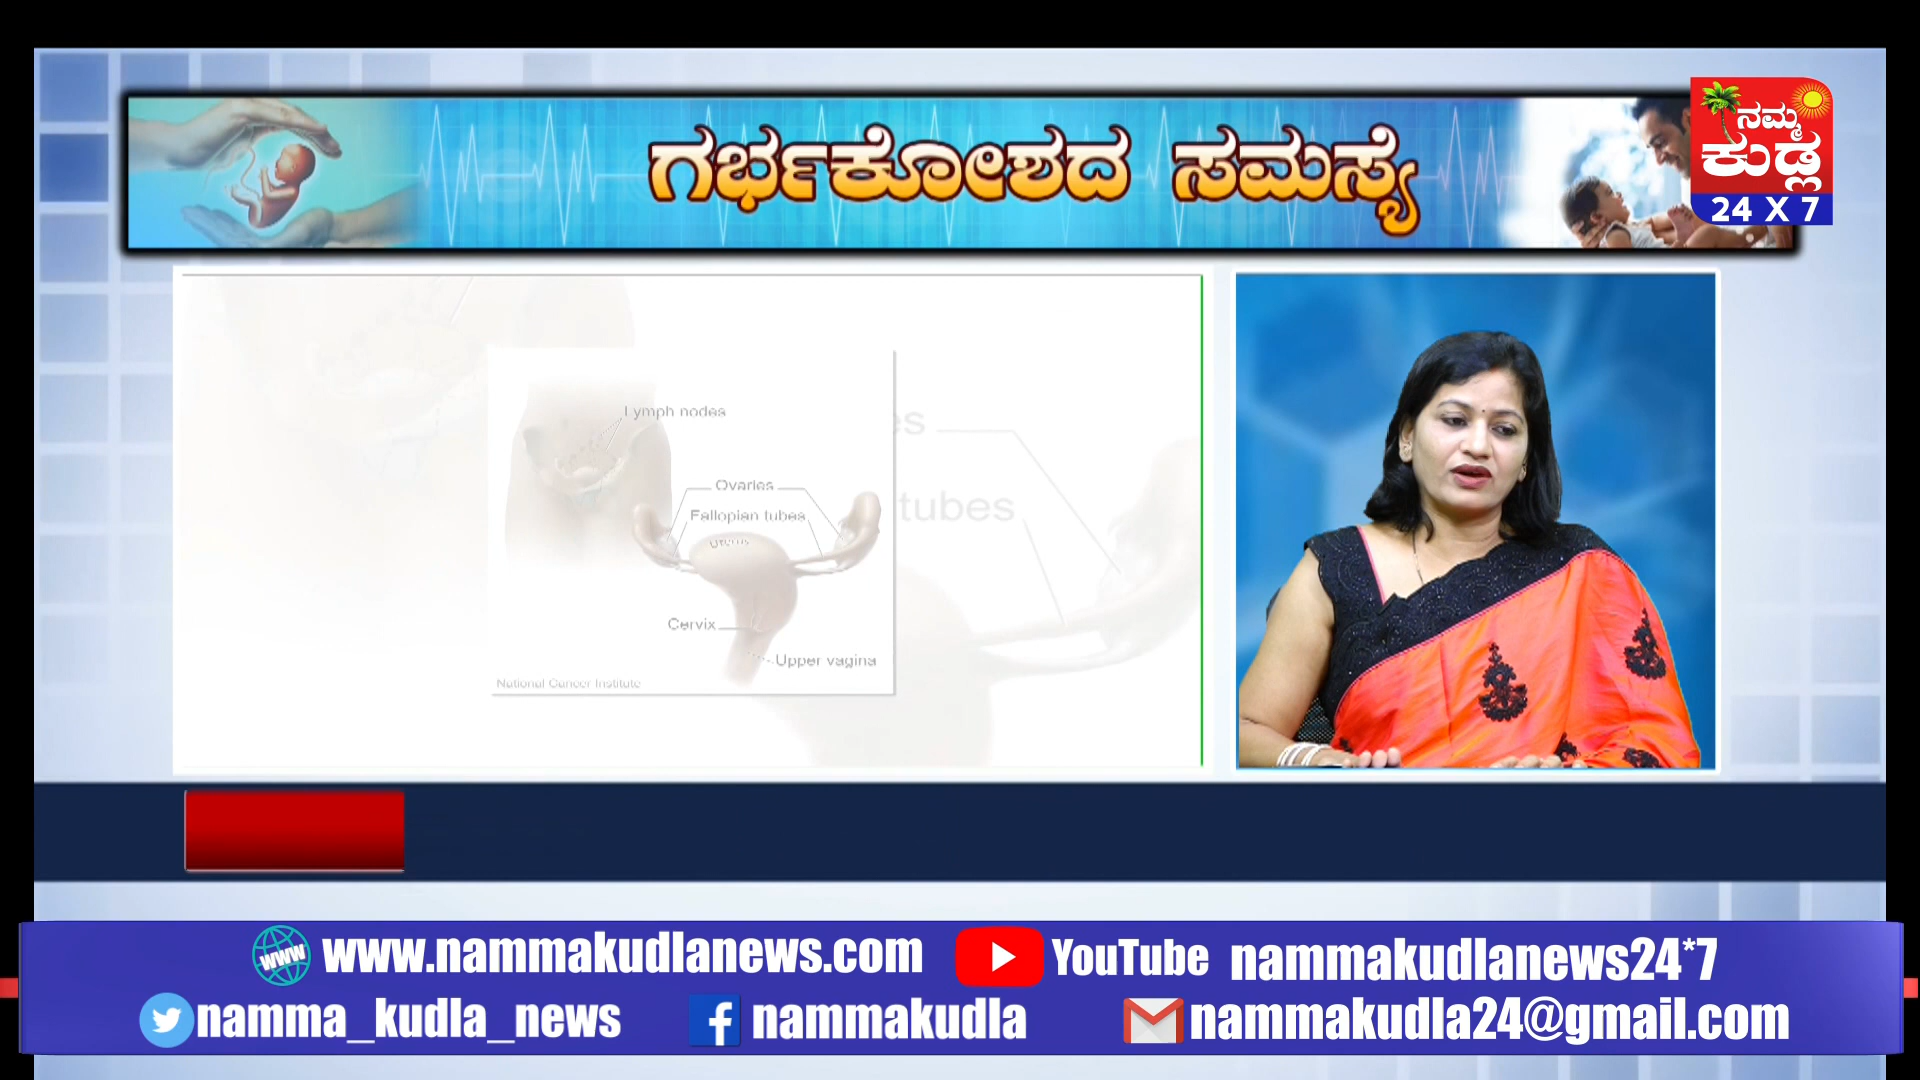 ಗರ್ಭಕೋಶದ ಸಮಸ್ಯೆ
ನಮ್ಮ
ಕುಡ್ಲ
24 X 7
Lymph nodes
Ovaries
Fallopian tubes
Uterus
Cervix
Upper vagina
National Cancer Institute
tubes
www
www.nammakudlanews.com
YouTube nammakudlanews24*7
namma_kudla_news
nammakudla
nammakudla24@gmail.com